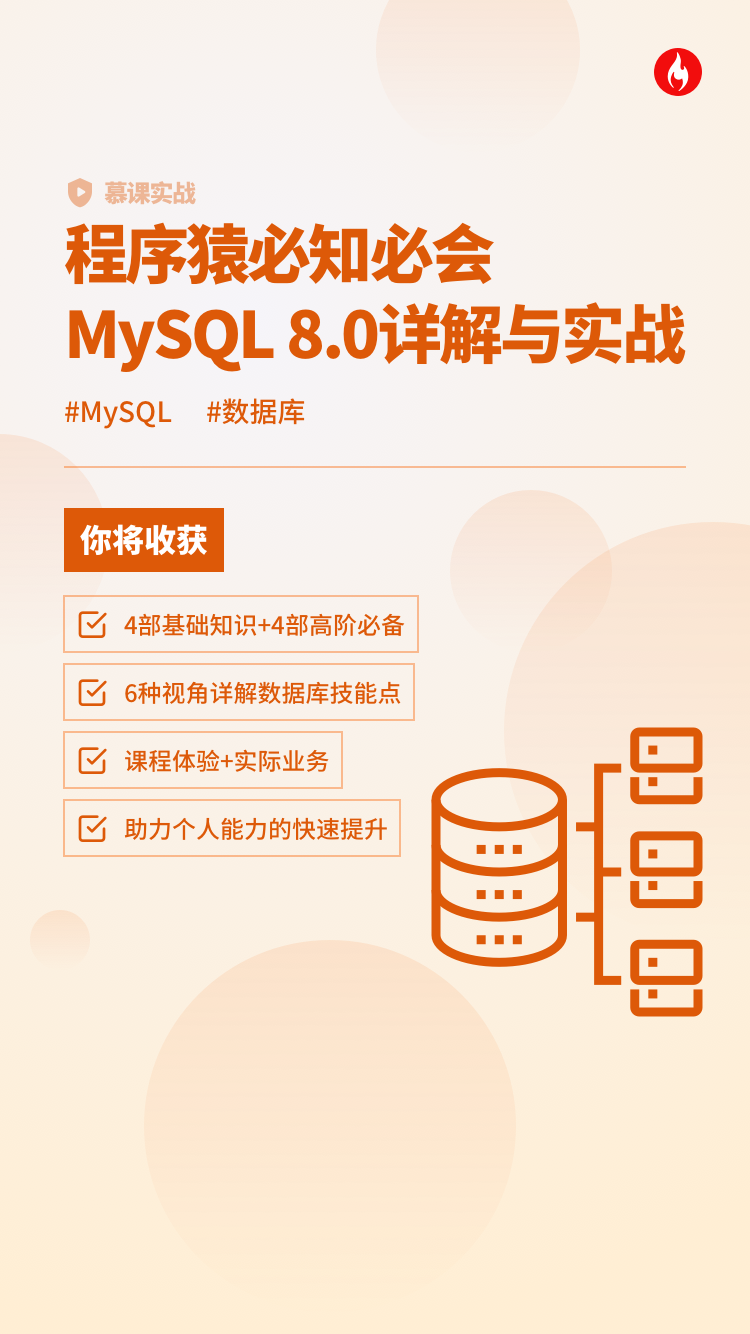 慕课实战
程序猿必知必会
MySQL 8.0详解与实战
#MySQL #数据库
你将收获
4部基础知识+4部高阶必备
6种视角详解数据库技能点
课程体验+实际业务
助力个人能力的快速提升